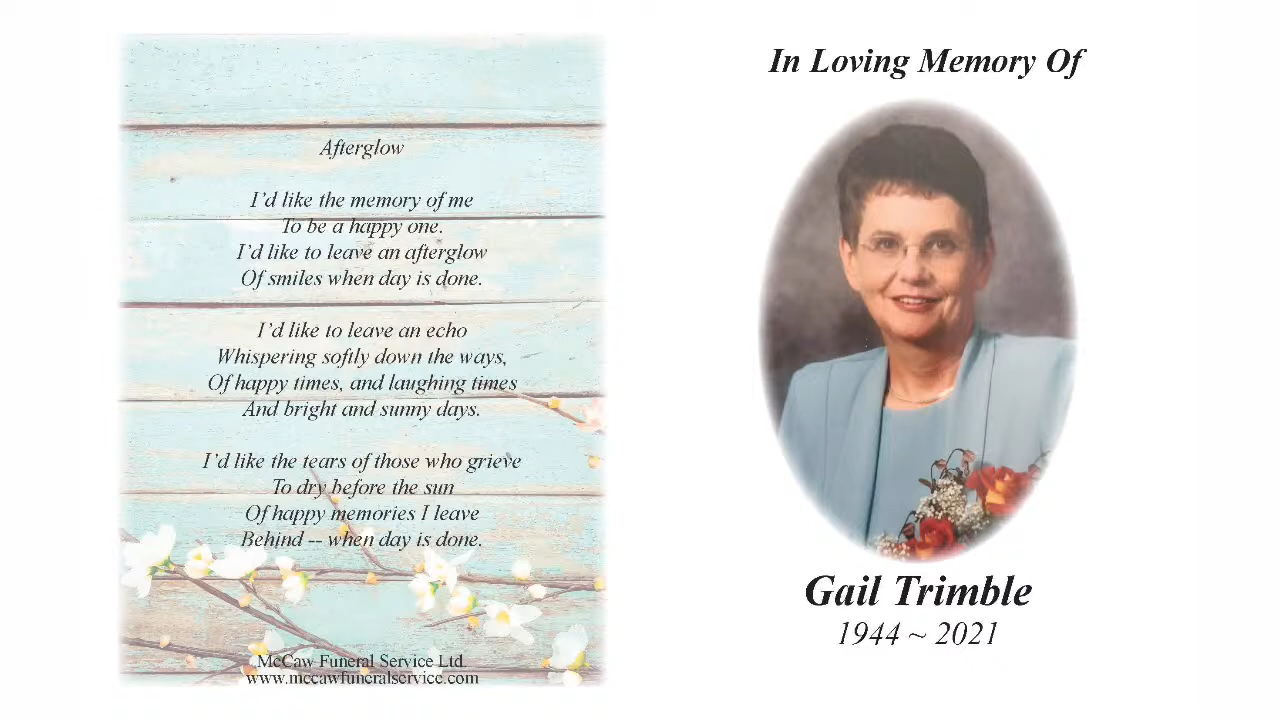 Afterglow
I'd like the memory of me
To be a happy one.
I'd like to leave an afterglow
Of smiles when day is done.
I'd like to leave an echo
Whispering softly down the ways,
Of happy times, and laughing times
And bright and sunny days.
I'd like the tears of those who grieve
To dry before the sun
Of happy memories I leave
Behind -- when day is done.
McCaw Funeral Service Ltd.
www.mccawfuneralservice.com
In Loving Memory Of
Gail Trimble
1944 ~ 2021